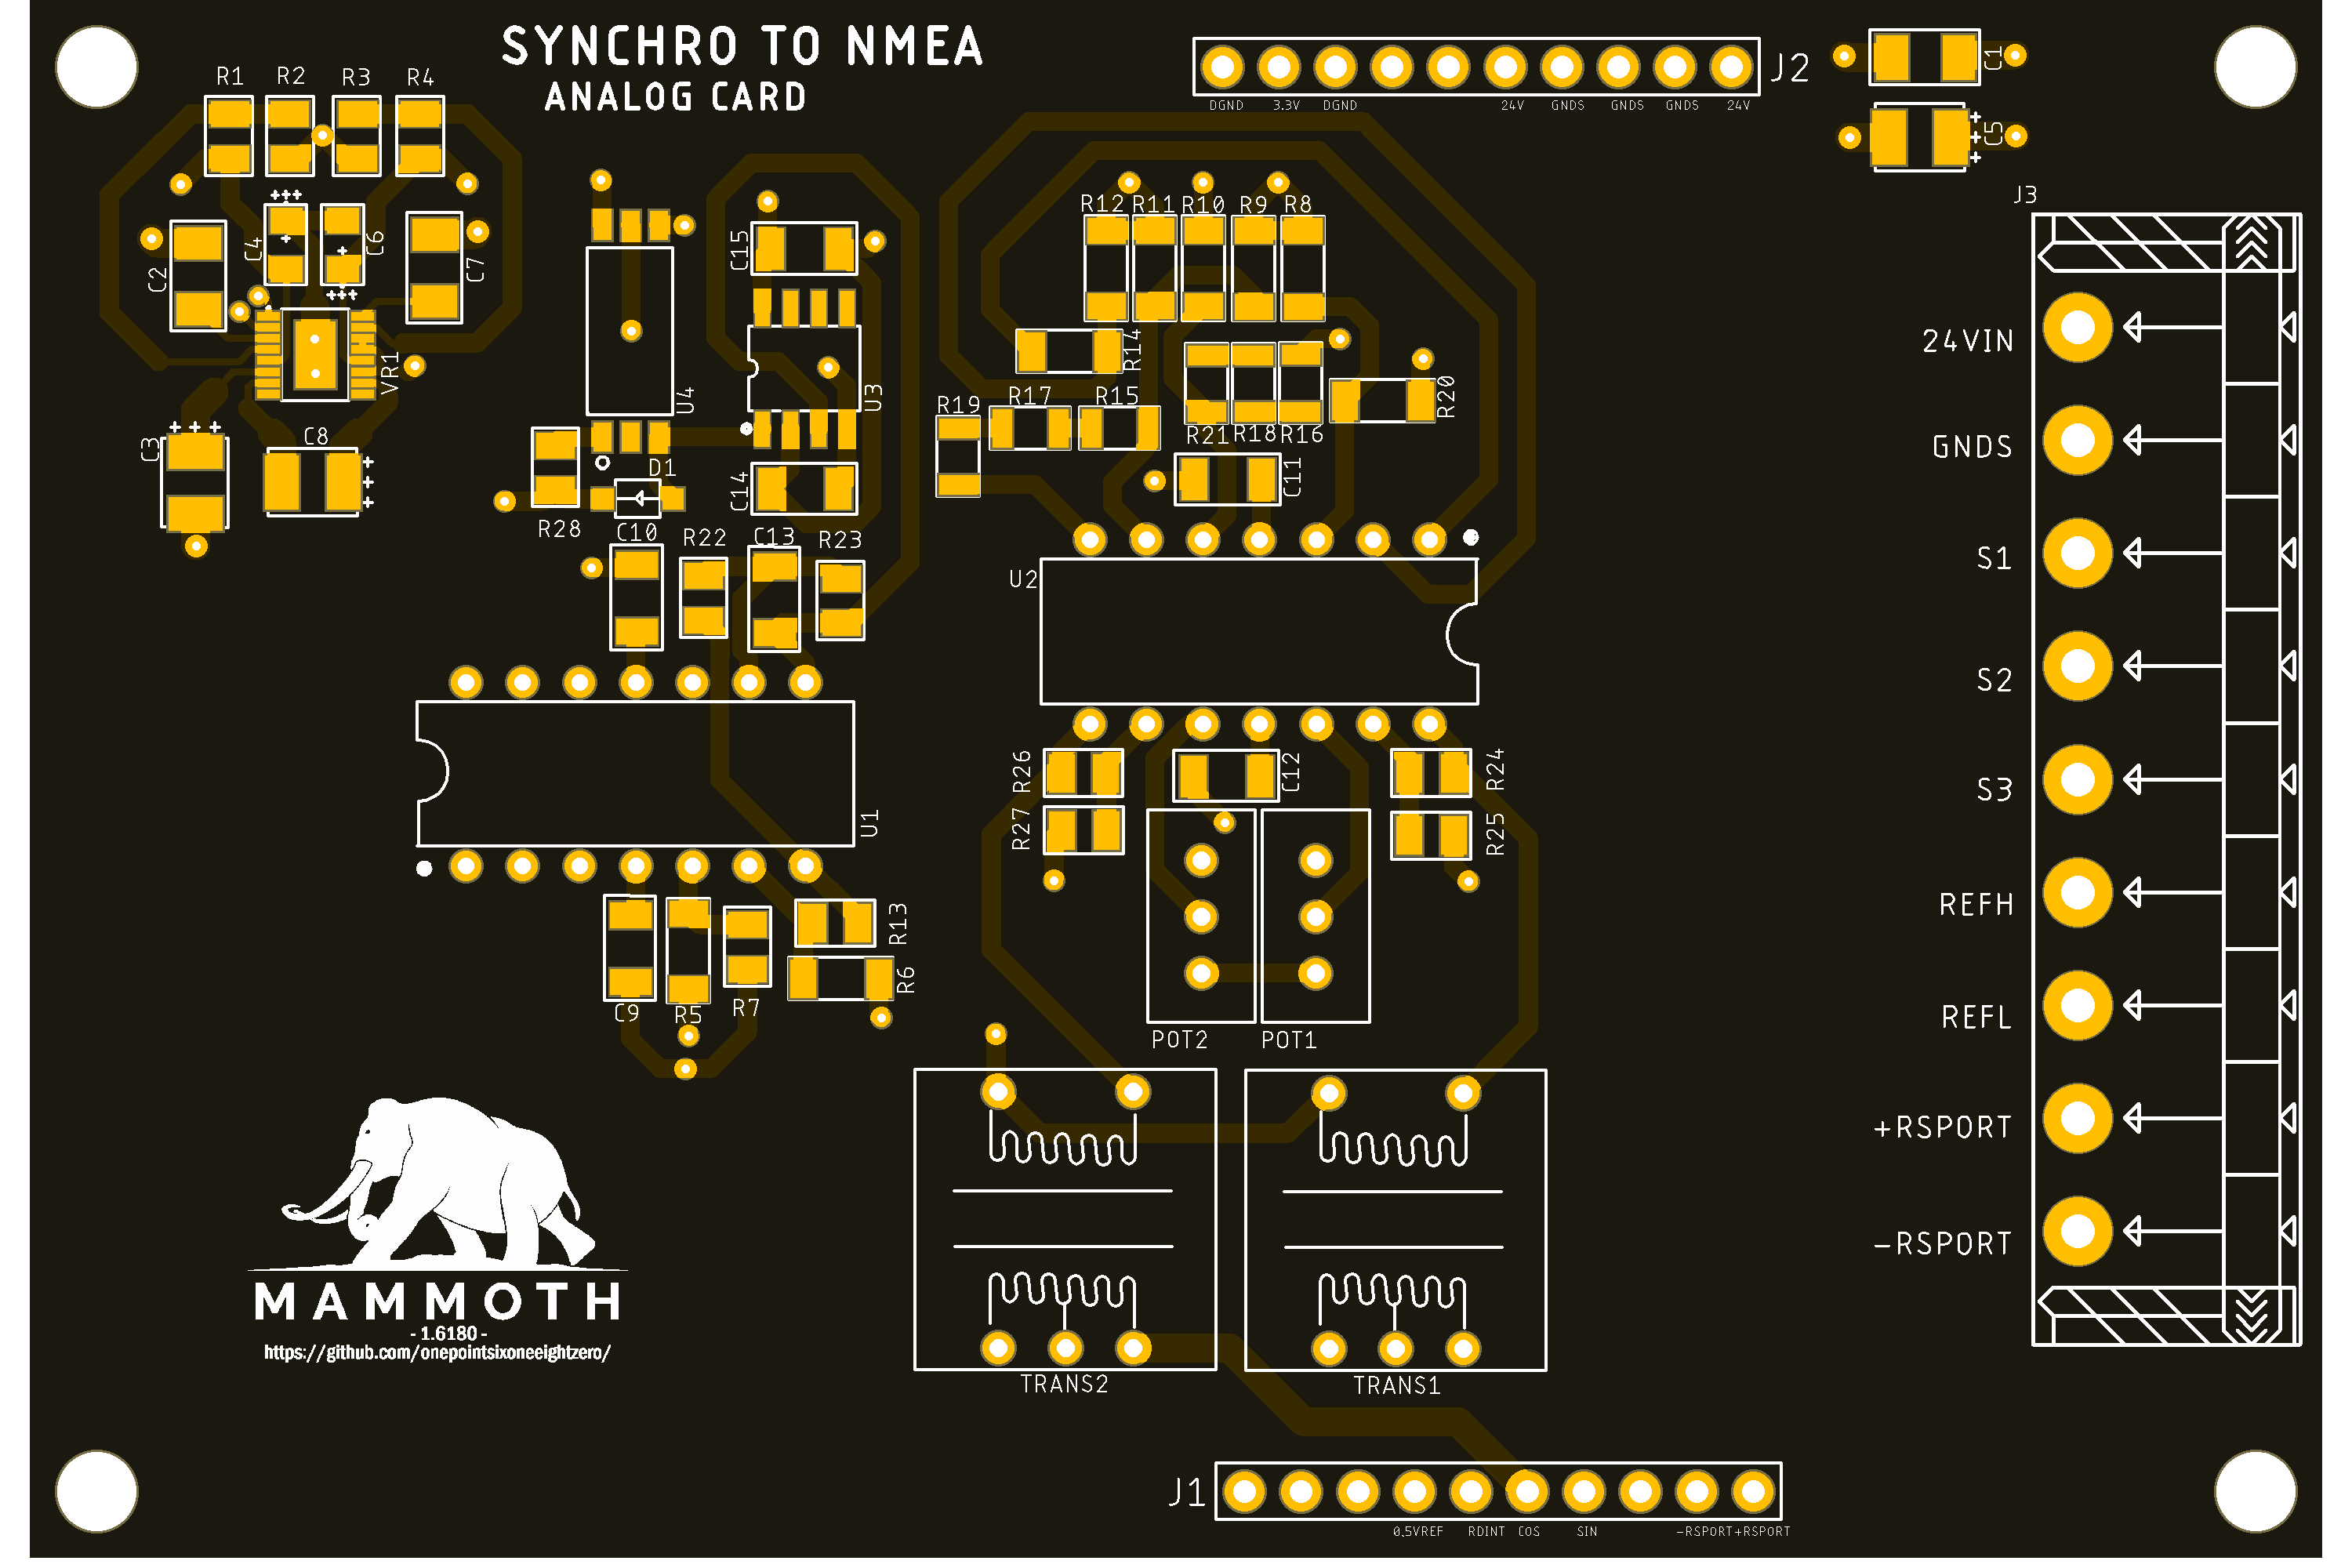 SYNCHRO TO NMEA
ANALOG CARD
J2
DGND 3.3V DGND 24V GNDS GNDS GNDS 24V
C1
C5
R1 R2 R3 R4
C4 C6
C2 C7
VR1
C3
C8
U4
C15
U3
R28
D1
C14
C10 R22 C13 R23
R12 R11 R10 R9 R8
R14
R19 R17 R15
R21 R18 R16
R20
C11
U2
U1
R26
R27
C12
R24
R25
POT2 POT1
R13
R6
C9 R5 R7
TRANS2 TRANS1
J3
24VIN
GNDS
S1
S2
S3
REFH
REFL
+RSPORT
-RSPORT
MAMMOTH
- 1.6180 -
https://github.com/onepointsixoneeightzero/
J1
0.5VREF RDINT COS SIN -RSPORT +RSPORT